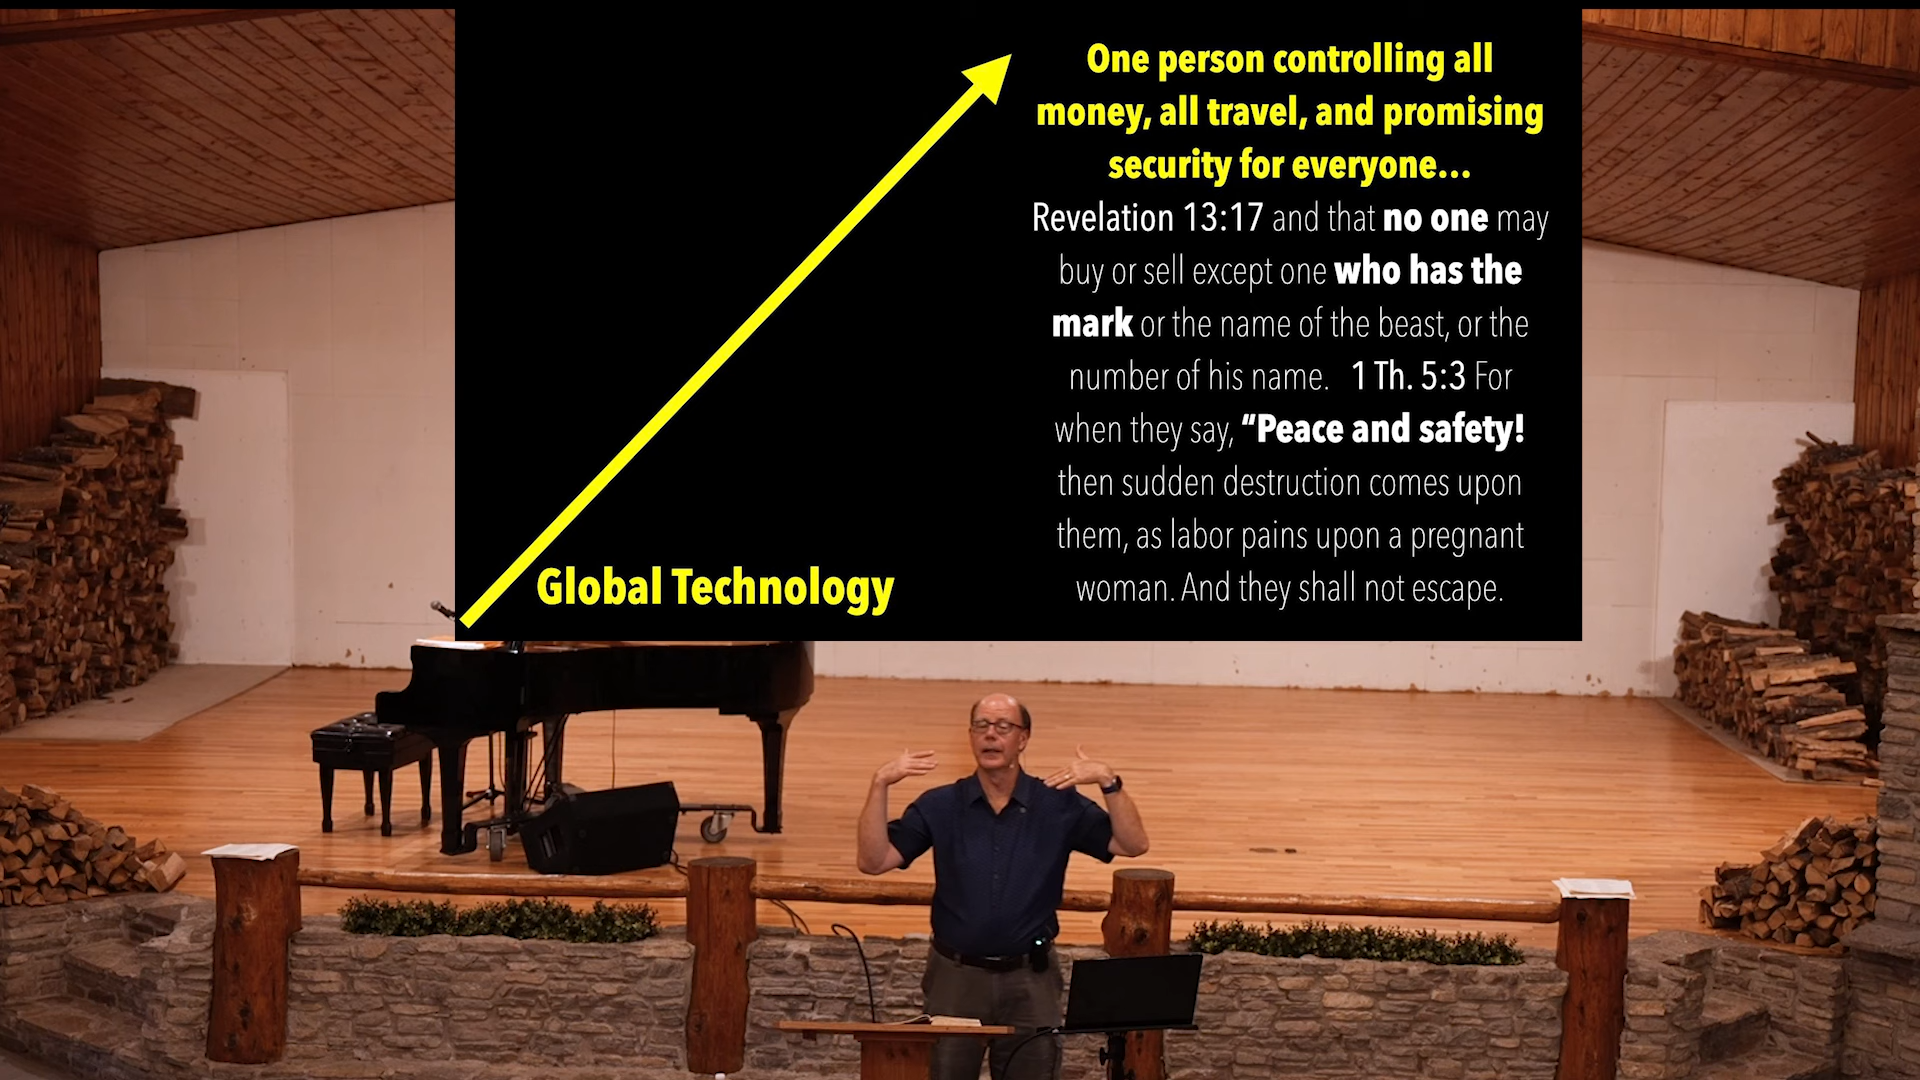 One person controlling all
money, all travel, and promising
security for everyone...
Revelation 13:17 and that no one may
buy or sell except one who has the
mark or the name of the beast, or the
number of his name. 1 Th. 5:3 For
when they say, “Peace and safety!
then sudden destruction comes upon
them, as labor pains upon a pregnant
woman. And they shall not escape.
Global Technology